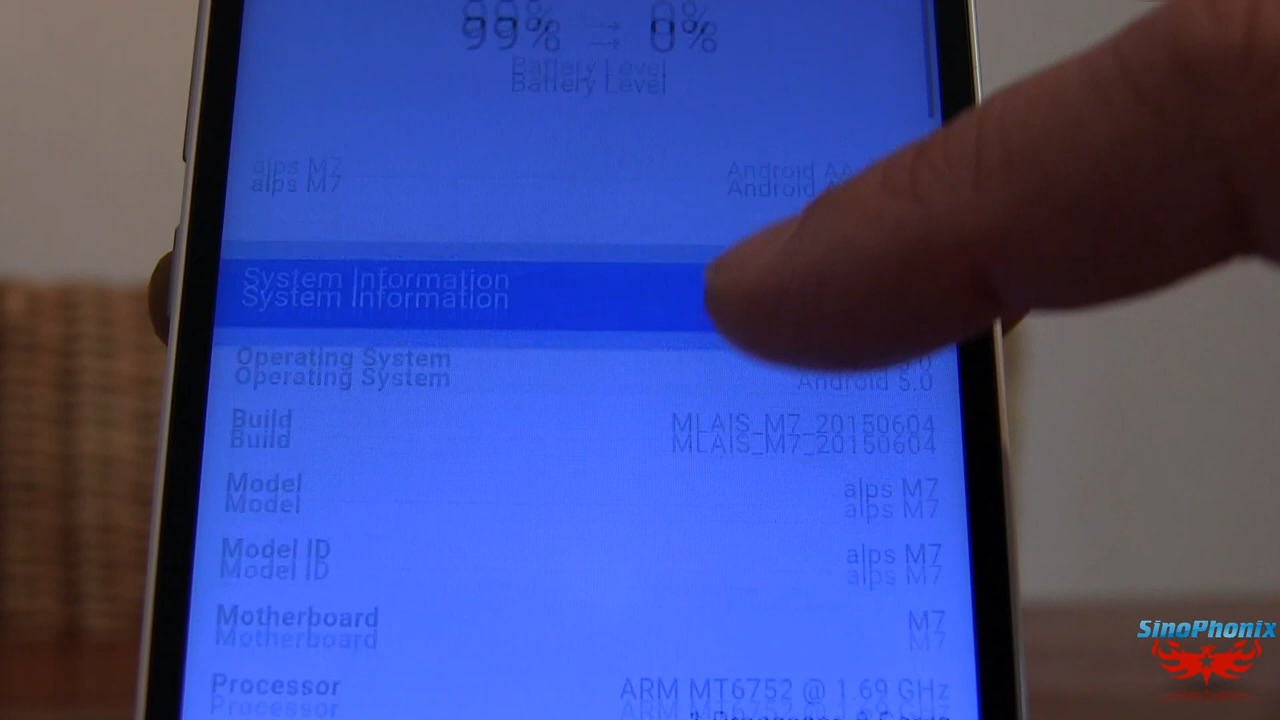 99% → 0%
Battery Level
alps M7 Android
System Information
Operating System Android 5.0
Build MLAIS_M7_20150604
Model alps M7
Model ID alps M7
Motherboard M7
Processor ARM MT6752 @ 1.69 GHz
SinoPhonix